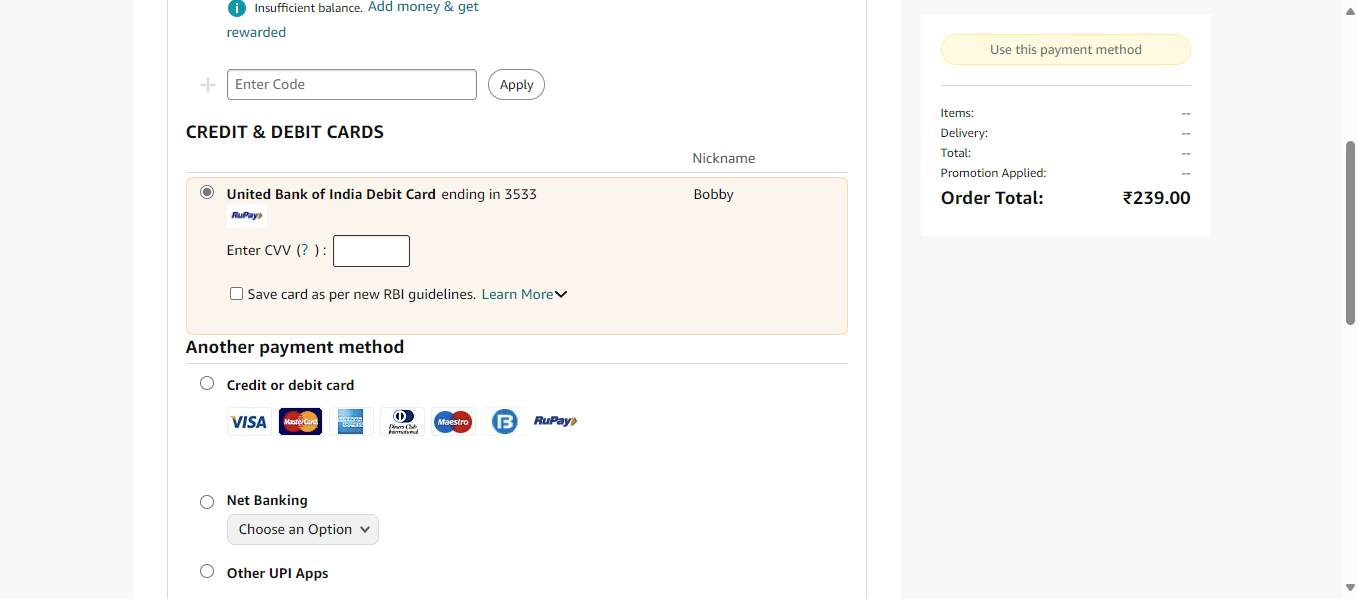 Insufficient balance. Add money & get
rewarded
Enter Code
Apply
CREDIT & DEBIT CARDS
Nickname
United Bank of India Debit Card ending in 3533
Bobby
RuPay
Enter CVV (? ) :
Save card as per new RBI guidelines. Learn More
Another payment method
Credit or debit card
VISA MasterCard AMERICAN EXPRESS Diners Club International Maestro B RuPay
Net Banking
Choose an Option
Other UPI Apps
Use this payment method
Items: --
Delivery: --
Total: --
Promotion Applied: --
Order Total: ₹239.00